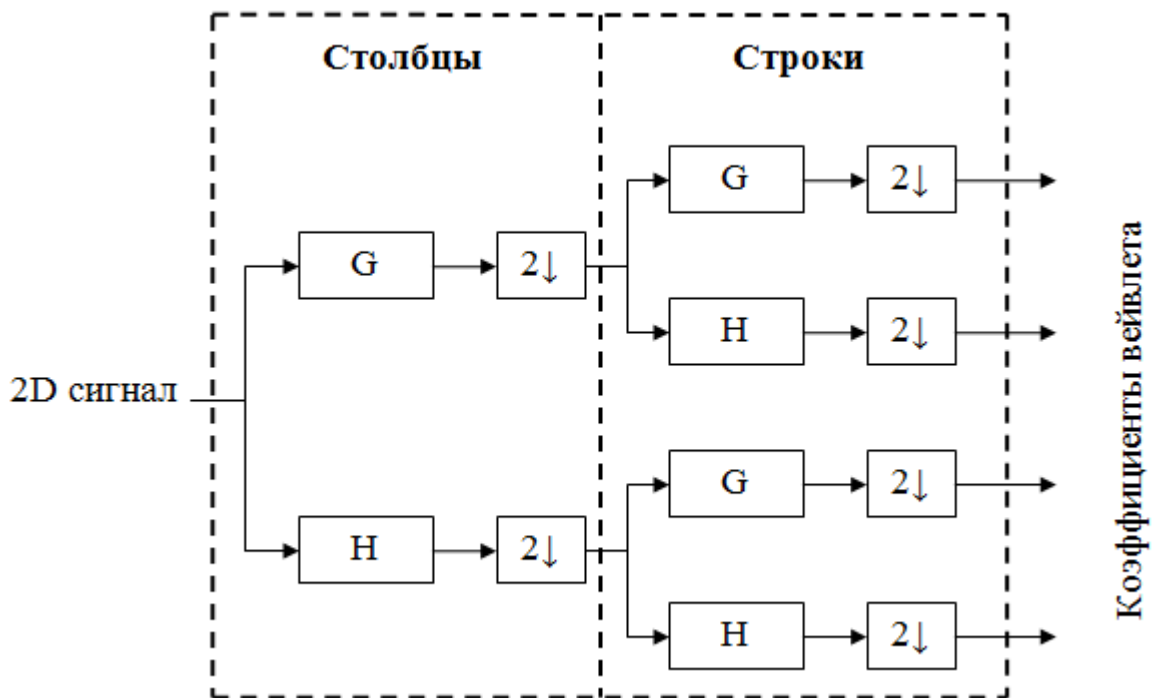 Столбцы
Строки
G
2↓
G
2↓
H
2↓
2D сигнал
H
2↓
G
2↓
H
2↓
Коэффициенты вейвлета